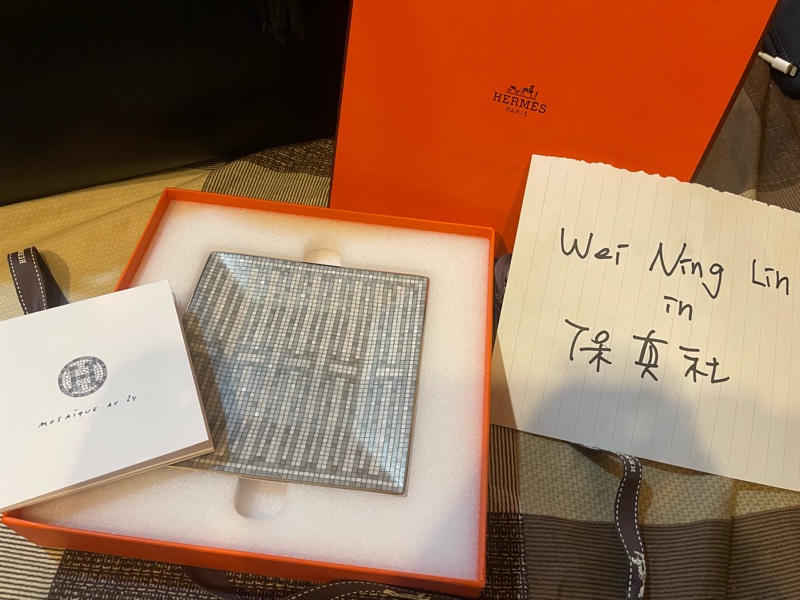 HERMÈS
PARIS
Wei Ning Lin
in
保真社
MOSAÏQUE AU 24